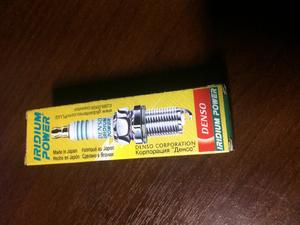 IRIDIUM
POWER
Made in Japan Fabriqué au Japon
Hecho en Japón Сделано в Японии
DENSO CORPORATION
Корпорация "Денсо"
DENSO
IRIDIUM POWER